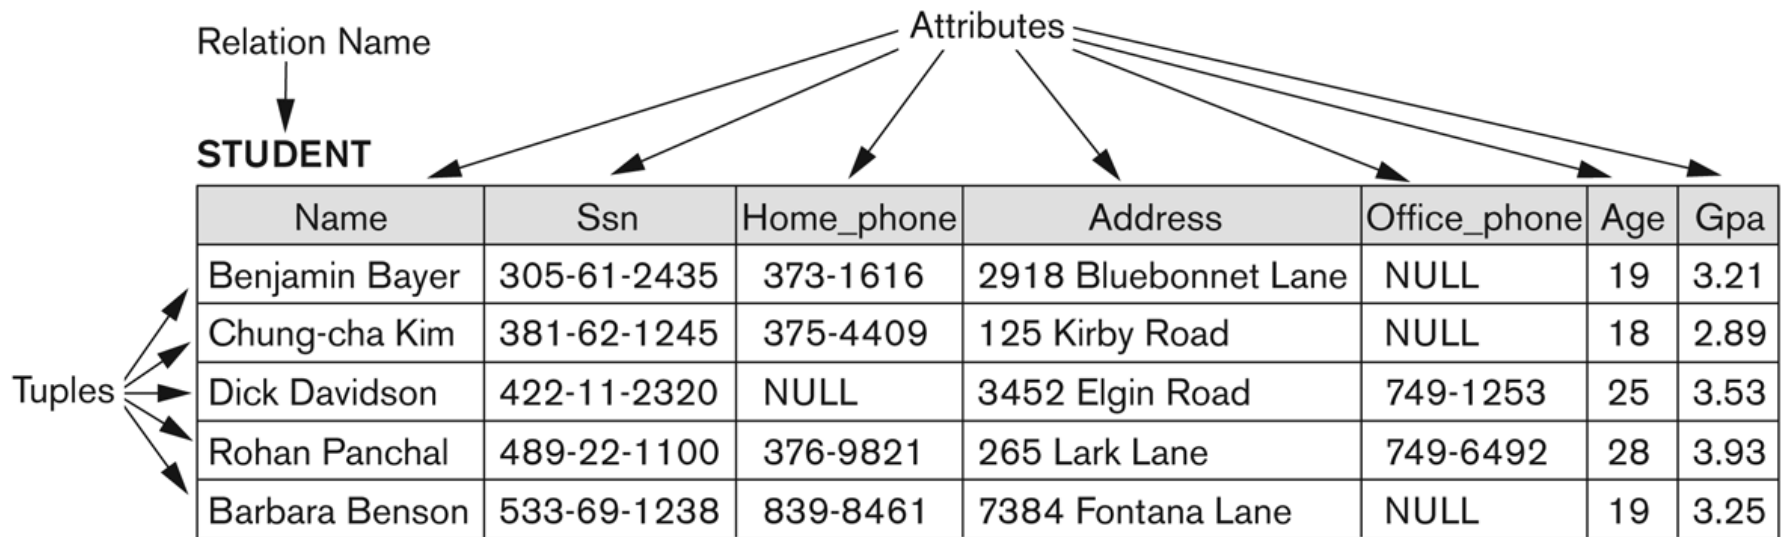 Attributes
Relation Name
STUDENT
Name Ssn Home_phone Address Office_phone Age Gpa
Benjamin Bayer 305-61-2435 373-1616 2918 Bluebonnet Lane NULL 19 3.21
Chung-cha Kim 381-62-1245 375-4409 125 Kirby Road NULL 18 2.89
Tuples Dick Davidson 422-11-2320 NULL 3452 Elgin Road 749-1253 25 3.53
Rohan Panchal 489-22-1100 376-9821 265 Lark Lane 749-6492 28 3.93
Barbara Benson 533-69-1238 839-8461 7384 Fontana Lane NULL 19 3.25